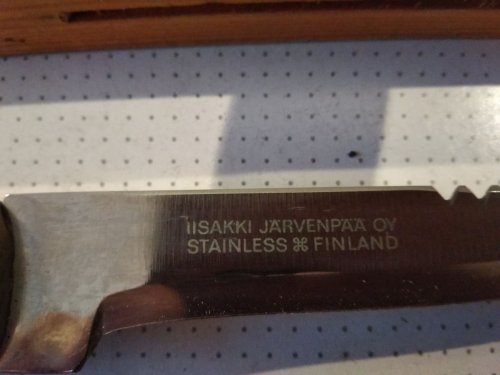 IISAKKI JÄRVENPÄÄ OY
STAINLESS ⌘ FINLAND